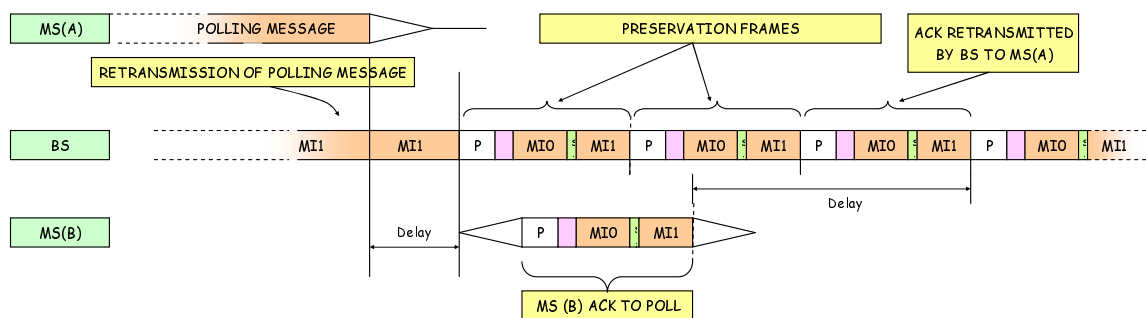 MS(A)
POLLING MESSAGE
PRESERVATION FRAMES
ACK RETRANSMITTED
BY BS TO MS(A)
RETRANSMISSION OF POLLING MESSAGE
BS
MI1
MI1
P
MI0
MI1
P
MI0
MI1
P
MI0
MI1
P
MI0
MI1
Delay
MS(B)
Delay
P
MI0
MI1
MS (B) ACK TO POLL